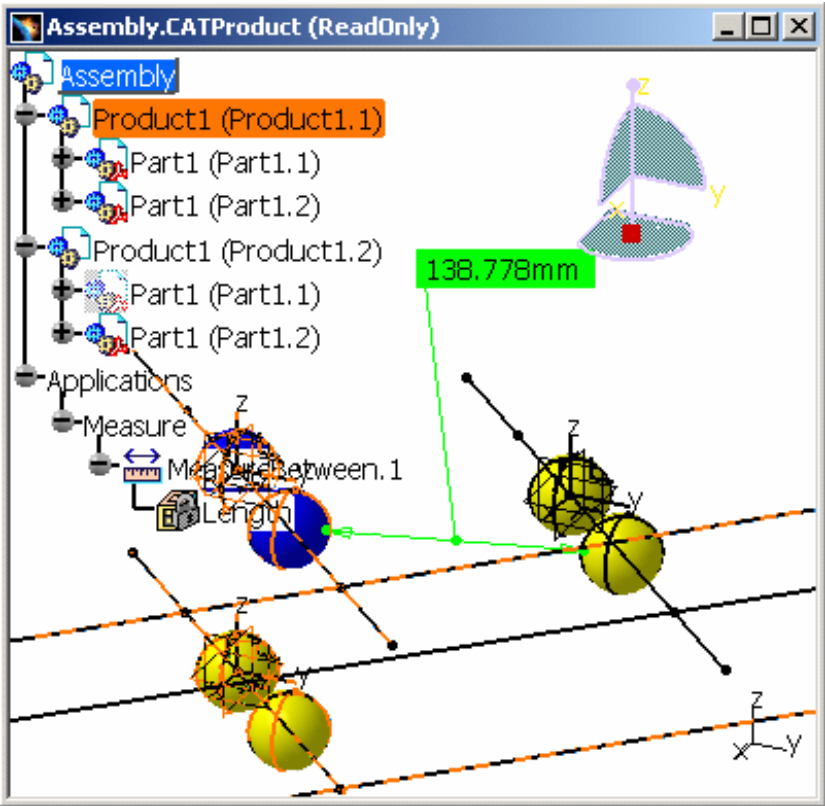 Assembly.CATProduct (ReadOnly)
Assembly
Product1 (Product1.1)
Part1 (Part1.1)
Part1 (Part1.2)
Product1 (Product1.2)
Part1 (Part1.1)
Part1 (Part1.2)
Applications
Measure
MeasureBetween.1
Length
z
y
x
138.778mm
z
z
y
z
y
z
x
y